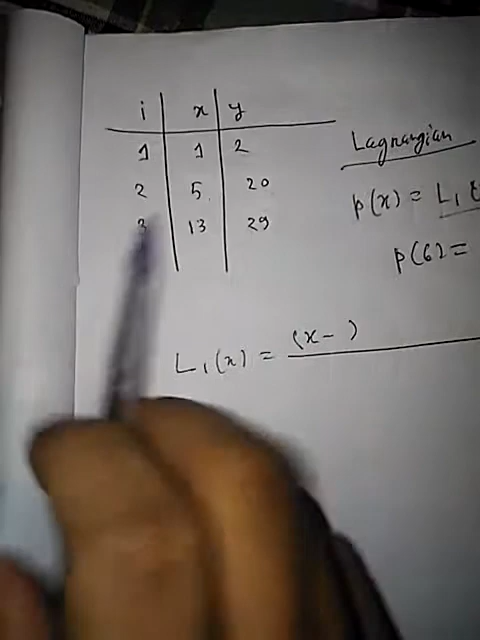 i x y
1 1 2
2 5 20
3 13 29
Lagrangian
p(x) = L1
p(6) =
L1(x) = (x- )